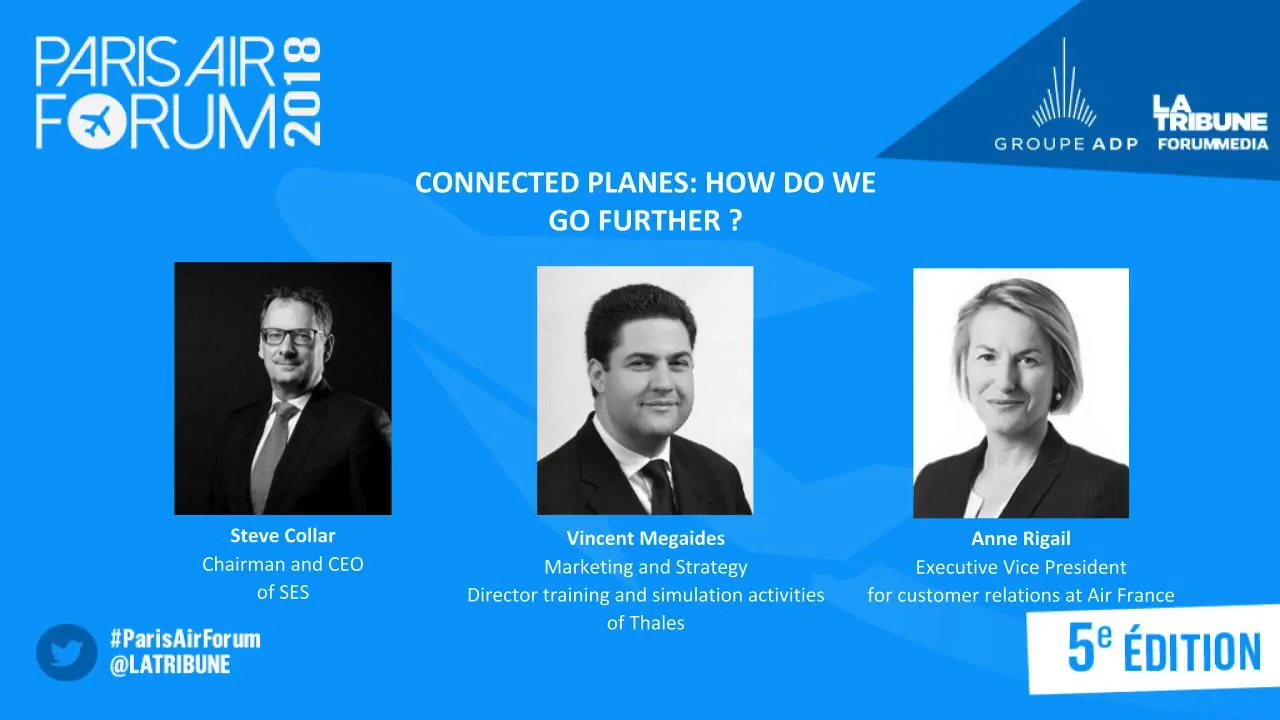 PARIS AIR
FORUM
2018
GROUPE ADP
LA
TRIBUNE
FORUMMEDIA
CONNECTED PLANES: HOW DO WE
GO FURTHER ?
Steve Collar
Chairman and CEO
of SES
Vincent Megaides
Marketing and Strategy
Director training and simulation activities
of Thales
Anne Rigail
Executive Vice President
for customer relations at Air France
#ParisAirForum
@LATRIBUNE
5e ÉDITION